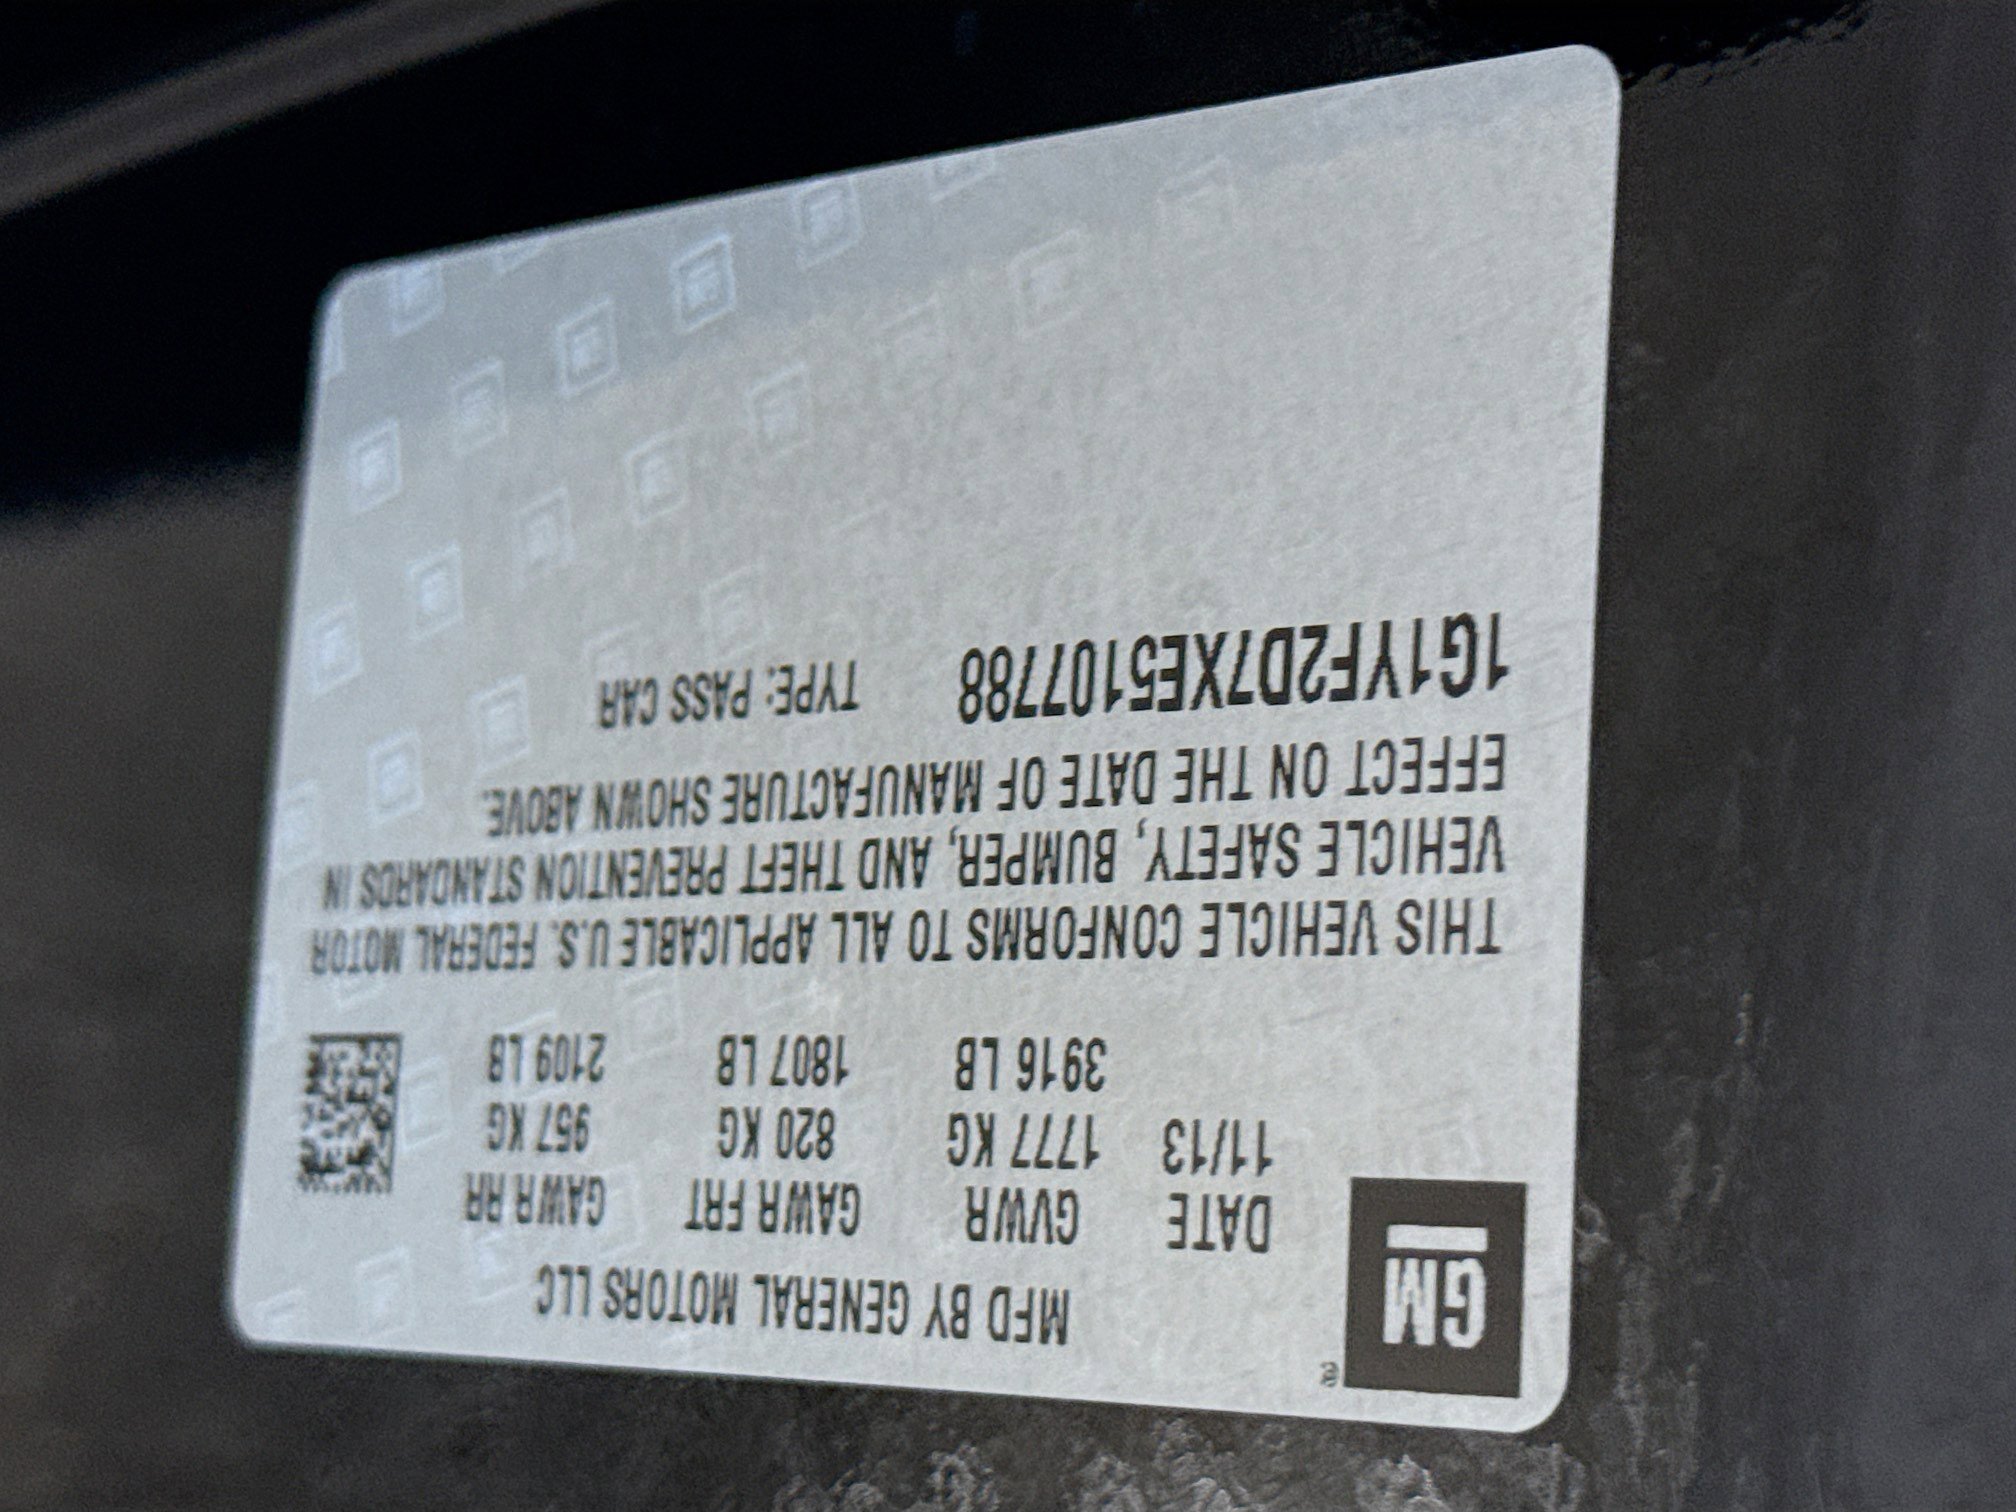 GM
MFD BY GENERAL MOTORS LLC
DATE GVWR GAWR FRT GAWR RR
11/13 1777 KG 820 KG 957 KG
3916 LB 1807 LB 2109 LB
THIS VEHICLE CONFORMS TO ALL APPLICABLE U.S. FEDERAL MOTOR
VEHICLE SAFETY, BUMPER, AND THEFT PREVENTION STANDARDS IN
EFFECT ON THE DATE OF MANUFACTURE SHOWN ABOVE.
1G1YF2D7XE5107788 TYPE: PASS CAR